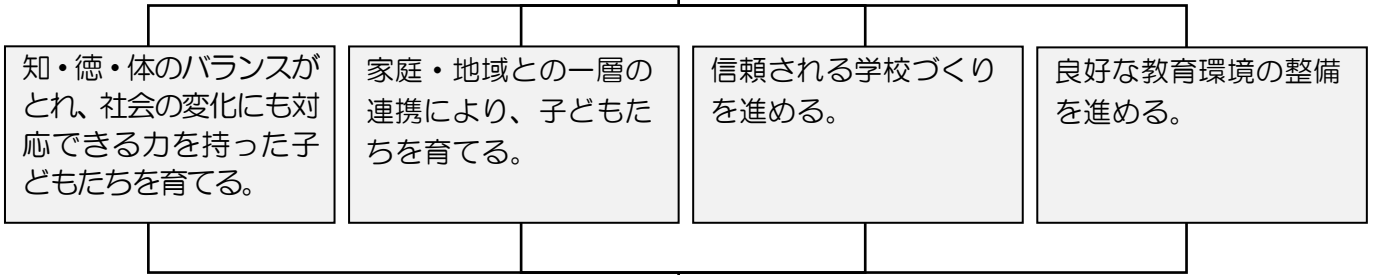 知・徳・体のバランスが
とれ、社会の変化にも対
応できる力を持った子
どもたちを育てる。
家庭・地域との一層の
連携により、子どもた
ちを育てる。
信頼される学校づくり
を進める。
良好な教育環境の整備
を進める。